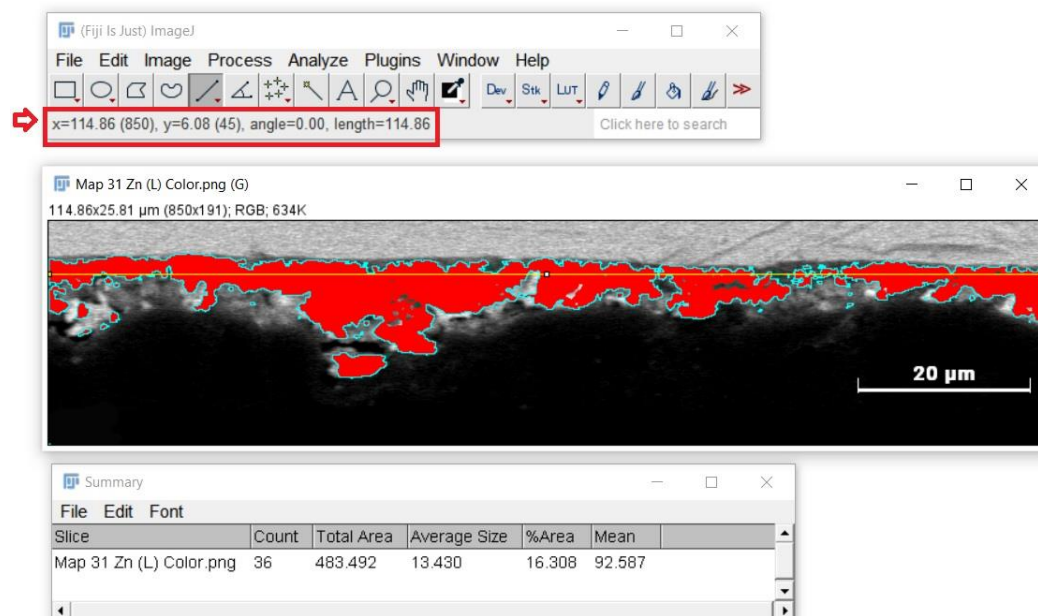 (Fiji Is Just) ImageJ
File Edit Image Process Analyze Plugins Window Help
A Dev Stk LUT
x=114.86 (850), y=6.08 (45), angle=0.00, length=114.86 Click here to search
Map 31 Zn (L) Color.png (G)
114.86x25.81 µm (850x191); RGB; 634K
20 µm
Summary
File Edit Font
Slice Count Total Area Average Size %Area Mean
Map 31 Zn (L) Color.png 36 483.492 13.430 16.308 92.587